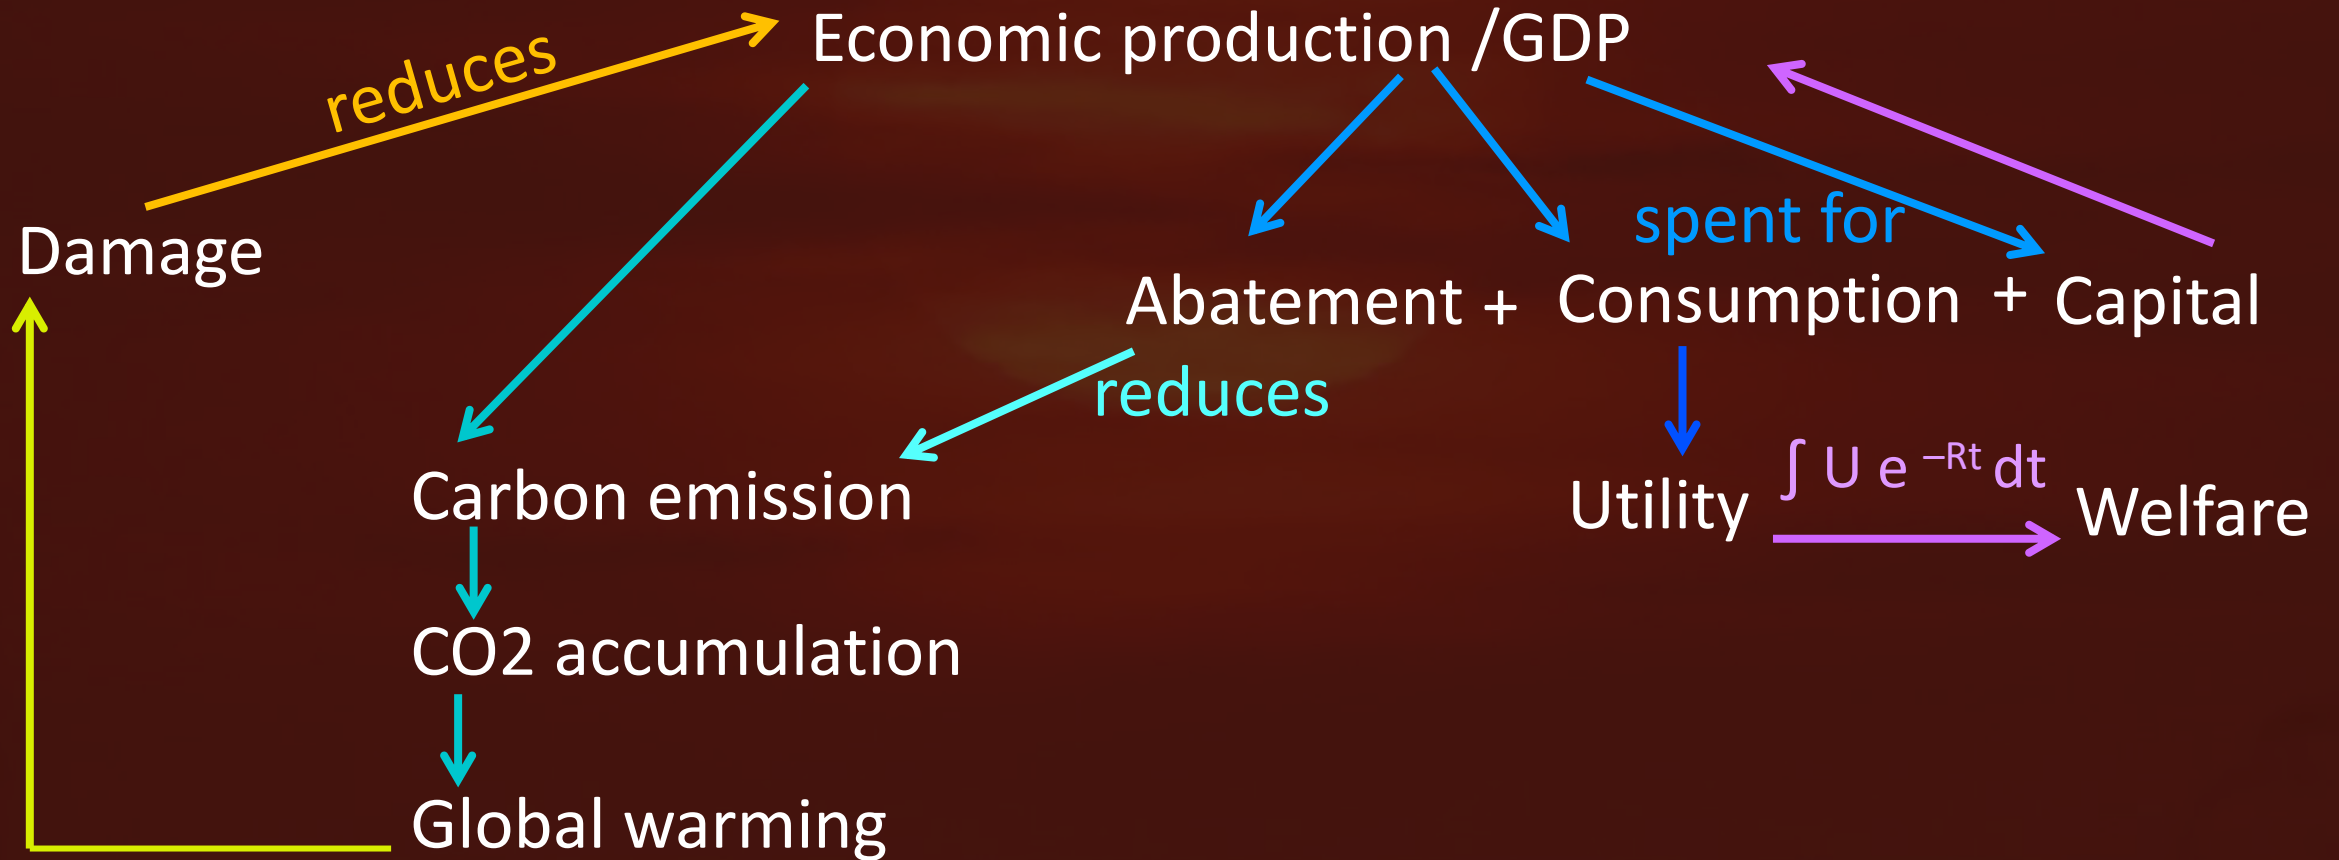 Economic production /GDP
reduces
Damage
spent for
Abatement + Consumption + Capital
reduces
Carbon emission
Utility
∫ U e –Rt dt
Welfare
CO2 accumulation
Global warming